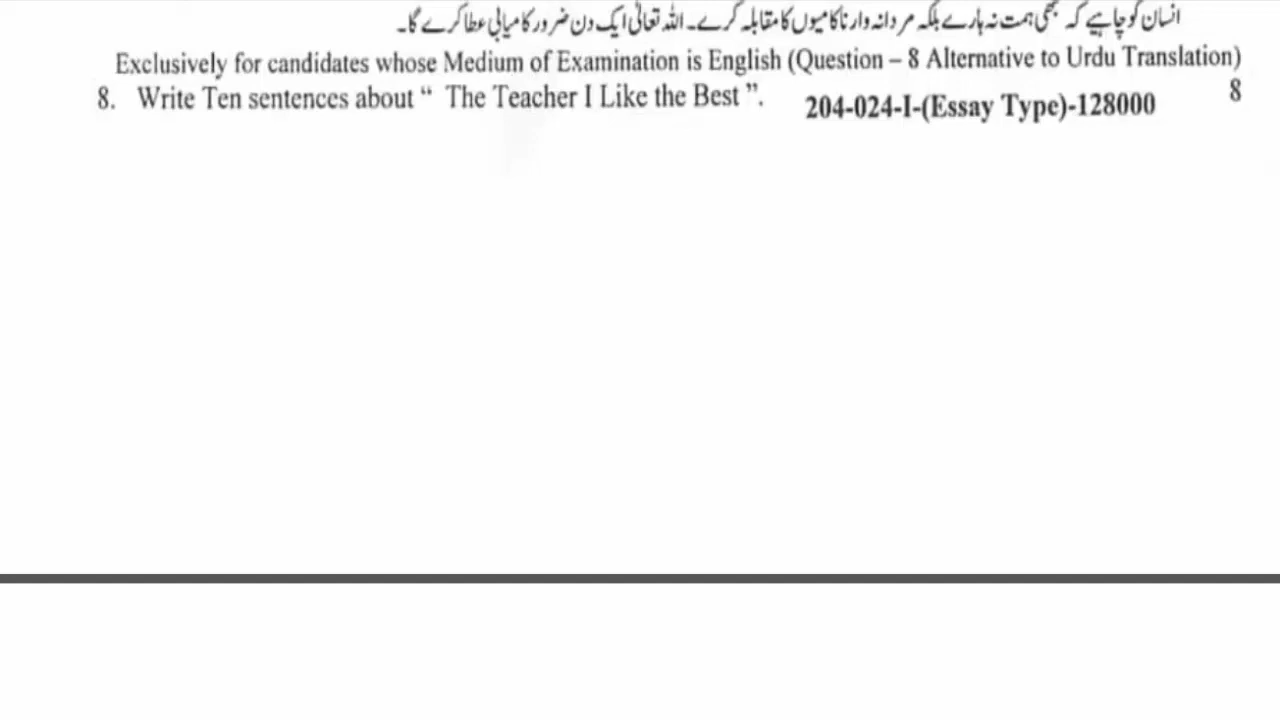 انسان کو چاہیے کہ بھی ہمت نہ ہارے بلکہ مردانہ وار ناکامیوں کا مقابلہ کرے۔ اللہ تعالیٰ ایک دن ضرور کامیابی عطا کرے گا۔
Exclusively for candidates whose Medium of Examination is English (Question – 8 Alternative to Urdu Translation)
8. Write Ten sentences about “ The Teacher I Like the Best ”. 204-024-I-(Essay Type)-128000 8